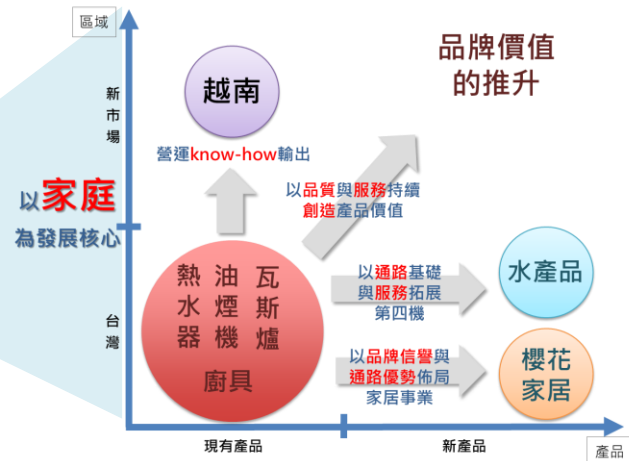 區域
品牌價值
的推升
新市場
越南
營運know-how輸出
以品質與服務持續
創造產品價值
以家庭
為發展核心
熱水器
油煙機
瓦斯爐
廚具
以通路基礎
與服務拓展
第四機
水產品
台灣
以品牌信譽與
通路優勢佈局
家居事業
櫻花
家居
現有產品
新產品
產品